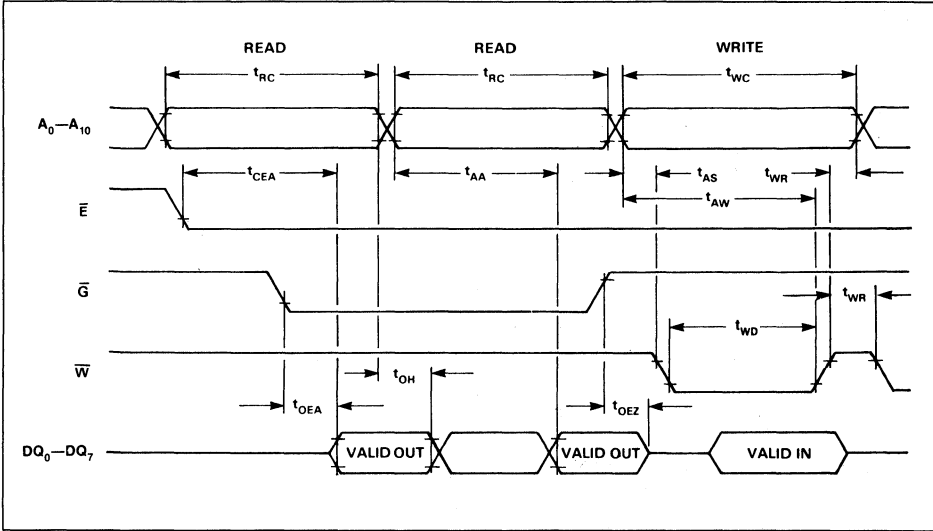 READ READ WRITE
tRC tRC tWC
A0—A10
tCEA tAA tAS tWR
E̅ tAW
G̅
tWR
tWD
W̅
tOH
tOEA tOEZ
DQ0—DQ7 VALID OUT VALID OUT VALID IN